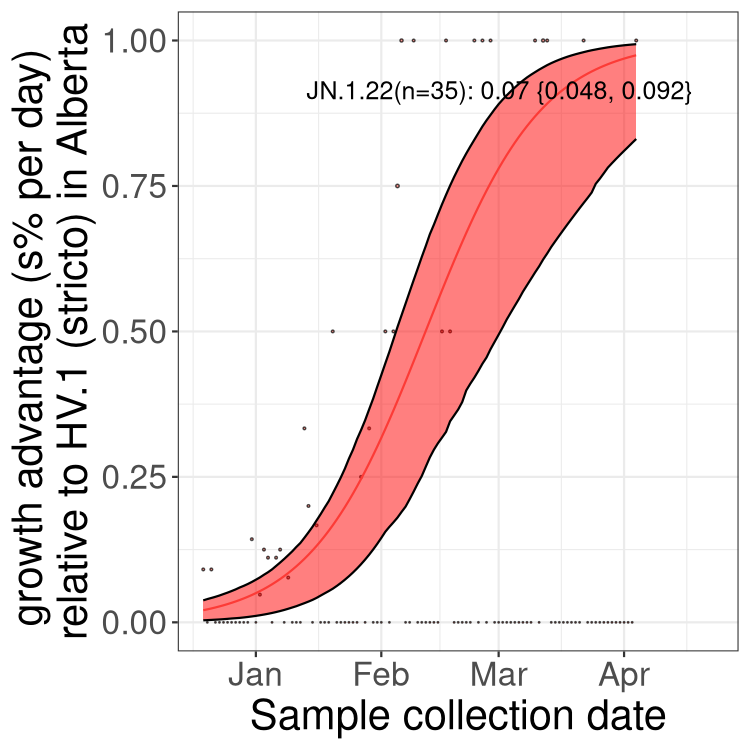 growth advantage (s% per day)
relative to HV.1 (stricto) in Alberta
1.00
JN.1.22(n=35): 0.07 {0.048, 0.092}
0.75
0.50
0.25
0.00
Jan Feb Mar Apr
Sample collection date